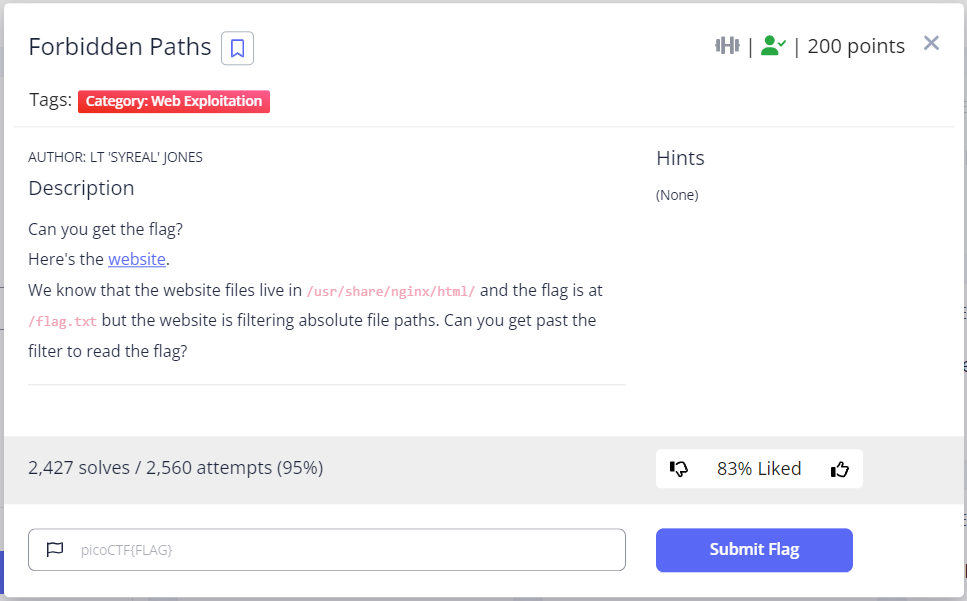 Forbidden Paths
| | 200 points
Tags: Category: Web Exploitation
AUTHOR: LT 'SYREAL' JONES
Description
Can you get the flag?
Here's the website.
We know that the website files live in /usr/share/nginx/html/ and the flag is at
/flag.txt but the website is filtering absolute file paths. Can you get past the
filter to read the flag?
Hints
(None)
2,427 solves / 2,560 attempts (95%)
83% Liked
picoCTF{FLAG}
Submit Flag